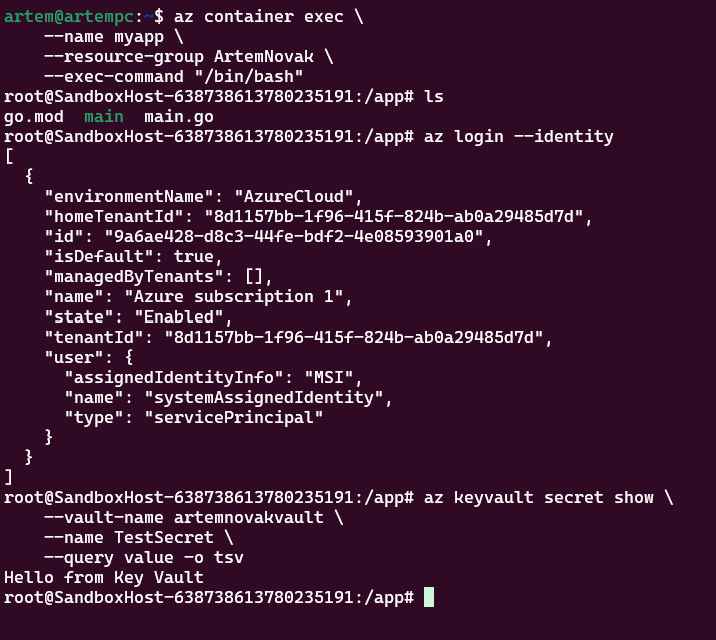 artem@artempc:~$ az container exec \
    --name myapp \
    --resource-group ArtemNovak \
    --exec-command "/bin/bash"
root@SandboxHost-638738613780235191:/app# ls
go.mod  main  main.go
root@SandboxHost-638738613780235191:/app# az login --identity
[
  {
    "environmentName": "AzureCloud",
    "homeTenantId": "8d1157bb-1f96-415f-824b-ab0a29485d7d",
    "id": "9a6ae428-d8c3-44fe-bdf2-4e08593901a0",
    "isDefault": true,
    "managedByTenants": [],
    "name": "Azure subscription 1",
    "state": "Enabled",
    "tenantId": "8d1157bb-1f96-415f-824b-ab0a29485d7d",
    "user": {
      "assignedIdentityInfo": "MSI",
      "name": "systemAssignedIdentity",
      "type": "servicePrincipal"
    }
  }
]
root@SandboxHost-638738613780235191:/app# az keyvault secret show \
    --vault-name artemnovakvault \
    --name TestSecret \
    --query value -o tsv
Hello from Key Vault
root@SandboxHost-638738613780235191:/app#